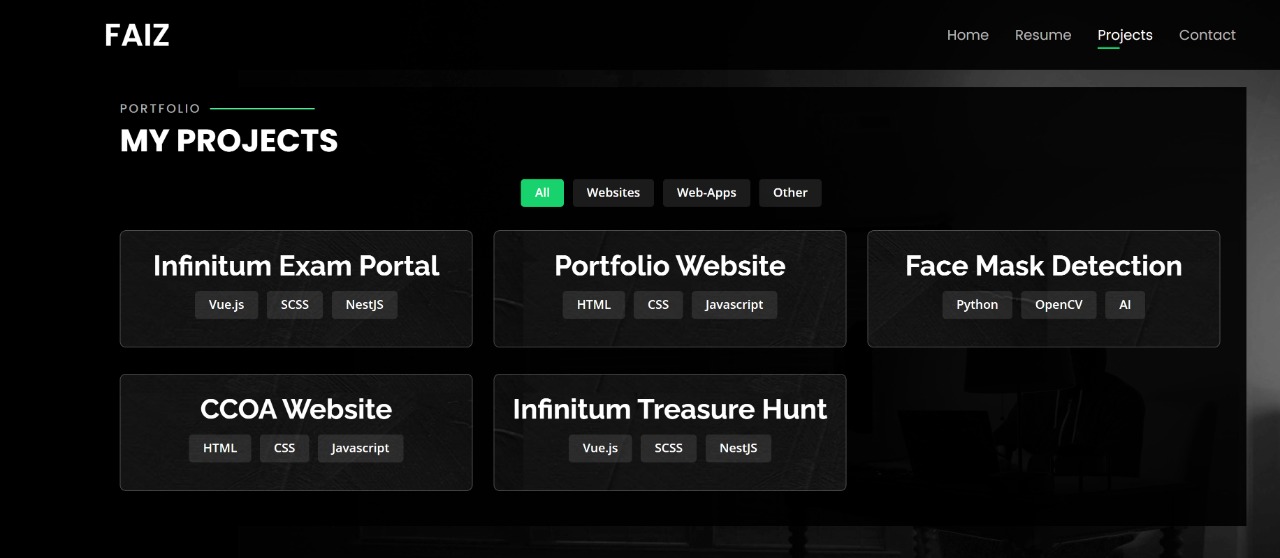 FAIZ
Home Resume Projects Contact
PORTFOLIO
MY PROJECTS
All Websites Web-Apps Other
Infinitum Exam Portal
Vue.js SCSS NestJS
Portfolio Website
HTML CSS Javascript
Face Mask Detection
Python OpenCV AI
CCOA Website
HTML CSS Javascript
Infinitum Treasure Hunt
Vue.js SCSS NestJS